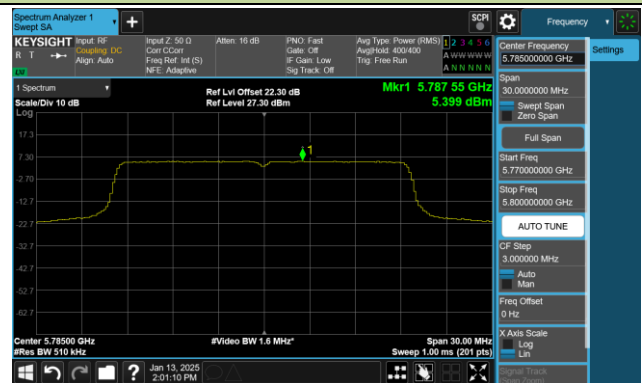 Spectrum Analyzer 1
Swept SA
+
SCPI
Frequency
KEYSIGHT
R T
LW
Input: RF
Coupling: DC
Align: Auto
Input Z: 50 Ω
Corr CCorr
Freq Ref: Int (S)
NFE: Adaptive
Atten: 16 dB
PNO: Fast
Gate: Off
IF Gain: Low
Sig Track: Off
Avg Type: Power (RMS)
Avg|Hold: 400/400
Trig: Free Run
1 2 3 4 5 6
A W W W W W
A N N N N N
1 Spectrum
Scale/Div 10 dB
Log
Ref Lvl Offset 22.30 dB
Ref Level 27.30 dBm
Mkr1 5.787 55 GHz
5.399 dBm
1
17.3
7.30
-2.70
-12.7
-22.7
-32.7
-42.7
-52.7
-62.7
Center 5.78500 GHz
#Res BW 510 kHz
#Video BW 1.6 MHz*
Span 30.00 MHz
Sweep 1.00 ms (201 pts)
Center Frequency
5.785000000 GHz
Settings
Span
30.0000000 MHz
Swept Span
Zero Span
Full Span
Start Freq
5.770000000 GHz
Stop Freq
5.800000000 GHz
AUTO TUNE
CF Step
3.000000 MHz
Auto
Man
Freq Offset
0 Hz
X Axis Scale
Log
Lin
Signal Track
(Span Zoom)
?
Jan 13, 2025
2:01:10 PM